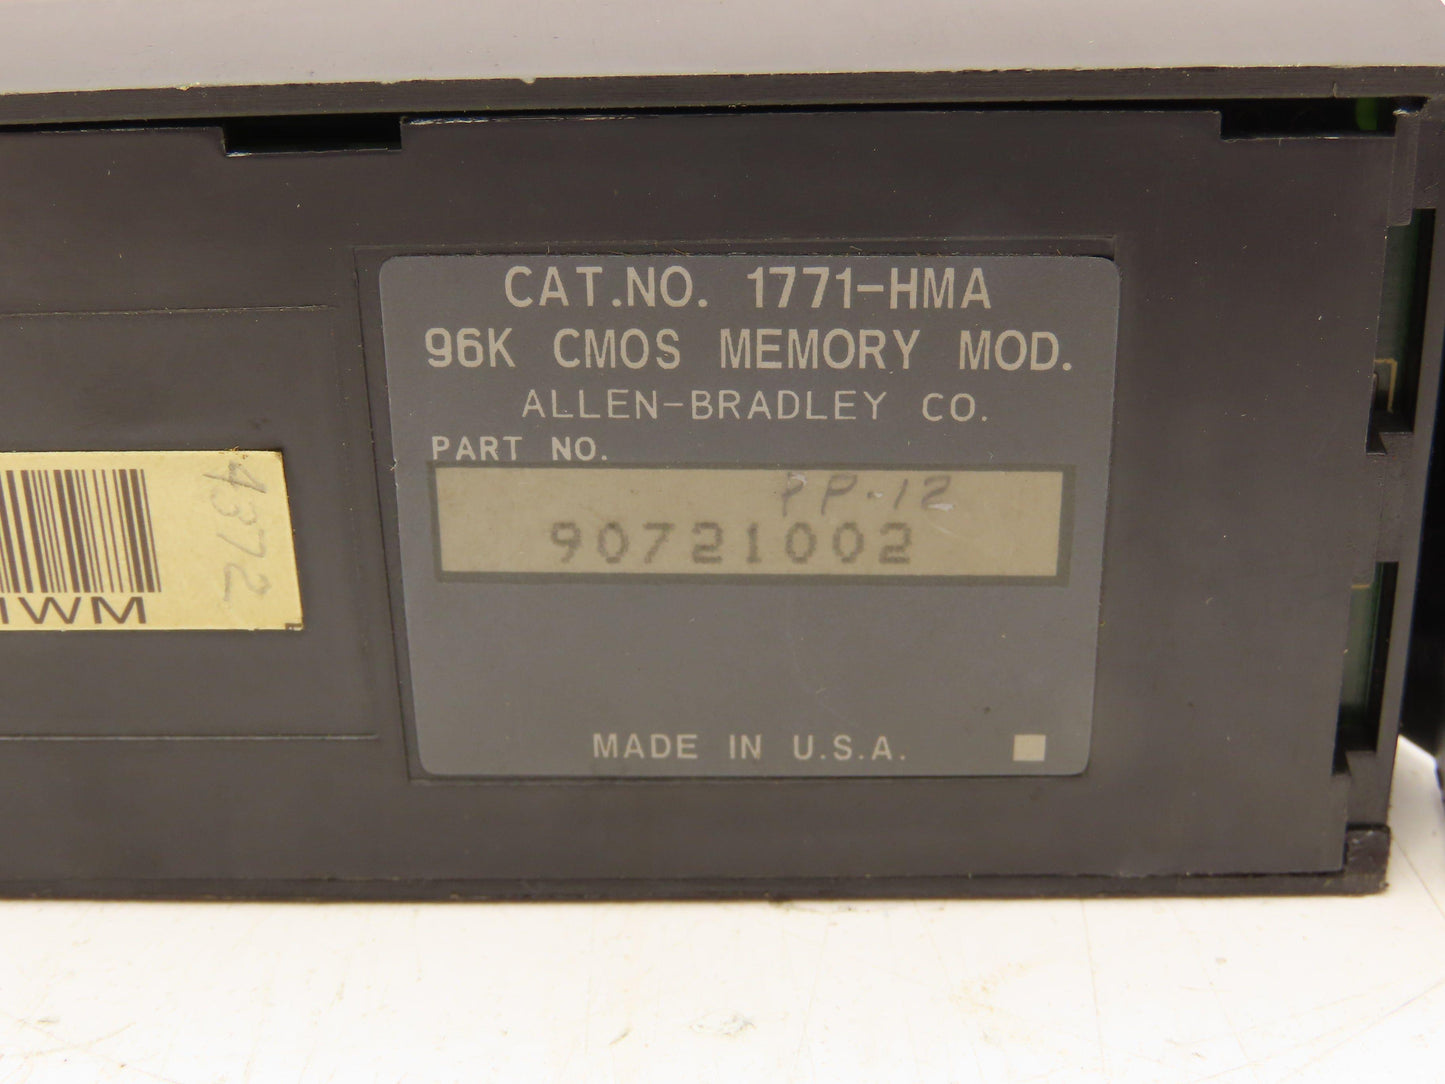 CAT.NO. 1771-HMA
96K CMOS MEMORY MOD.
ALLEN-BRADLEY CO.
PART NO.
PP-12
90721002
MADE IN U.S.A.
4372